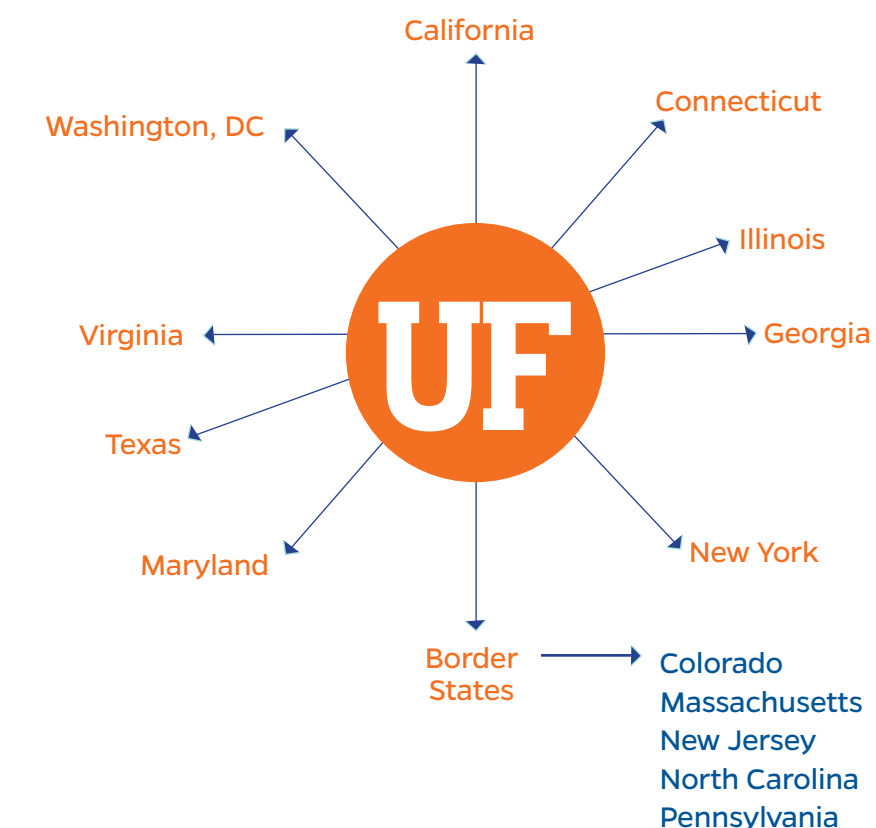 California
Connecticut
Washington, DC
Illinois
Virginia
Georgia
UF
Texas
New York
Maryland
Border
States
Colorado
Massachusetts
New Jersey
North Carolina
Pennsylvania